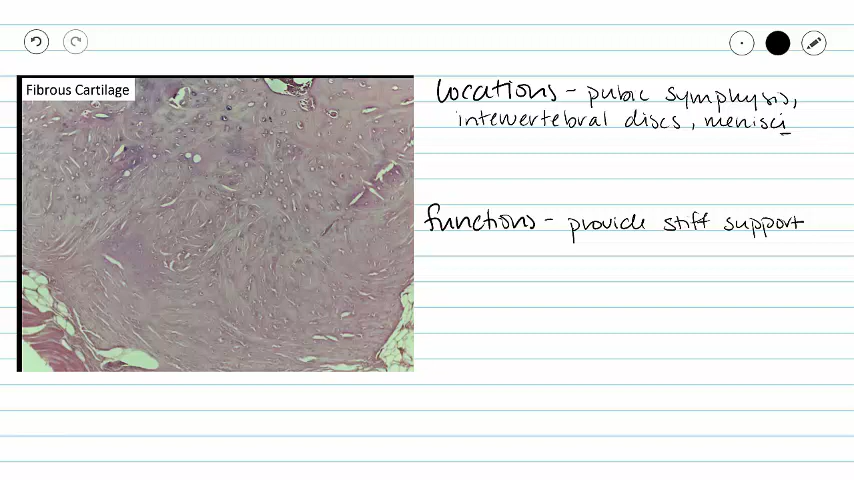 Fibrous Cartilage
locations - pubic symphysis,
intervertebral discs, menisci
functions - provide stiff support